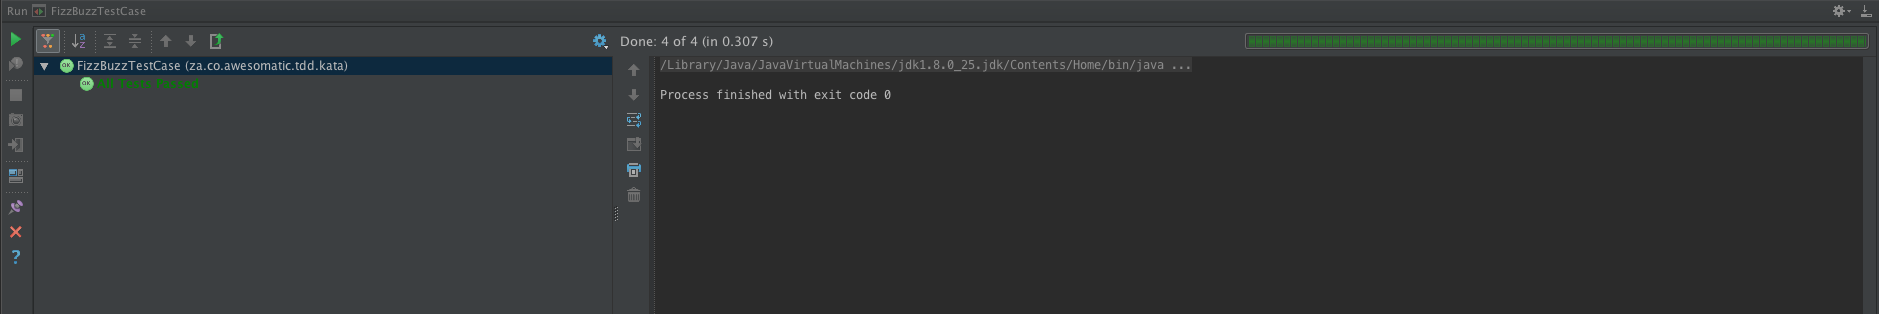 Run FizzBuzzTestCase
Done: 4 of 4 (in 0.307 s)
OK FizzBuzzTestCase (za.co.awesomatic.tdd.kata)
OK All Tests Passed
/Library/Java/JavaVirtualMachines/jdk1.8.0_25.jdk/Contents/Home/bin/java ...
Process finished with exit code 0